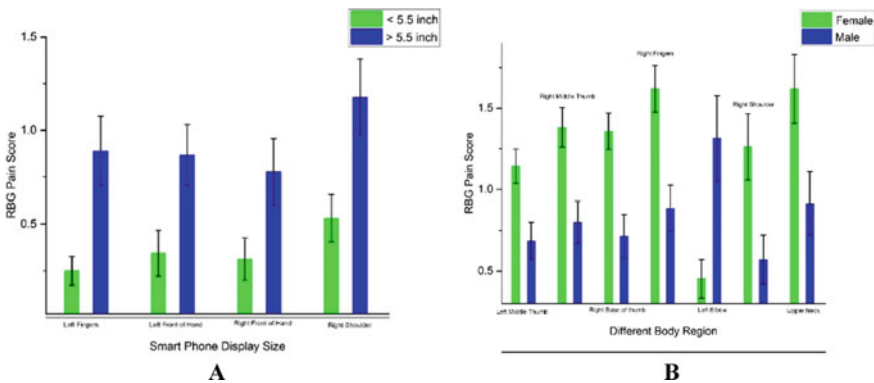 < 5.5 inch
> 5.5 inch
1.5
1.0
0.5
RBG Pain Score
Left Fingers
Left Front of Hand
Right Front of Hand
Right Shoulder
Smart Phone Display Size
A
Female
Male
1.5
1.0
0.5
RBG Pain Score
Right Middle Thumb
Right Fingers
Right Shoulder
Left Middle Thumb
Right Base of thumb
Left Elbow
Upper Neck
Different Body Region
B